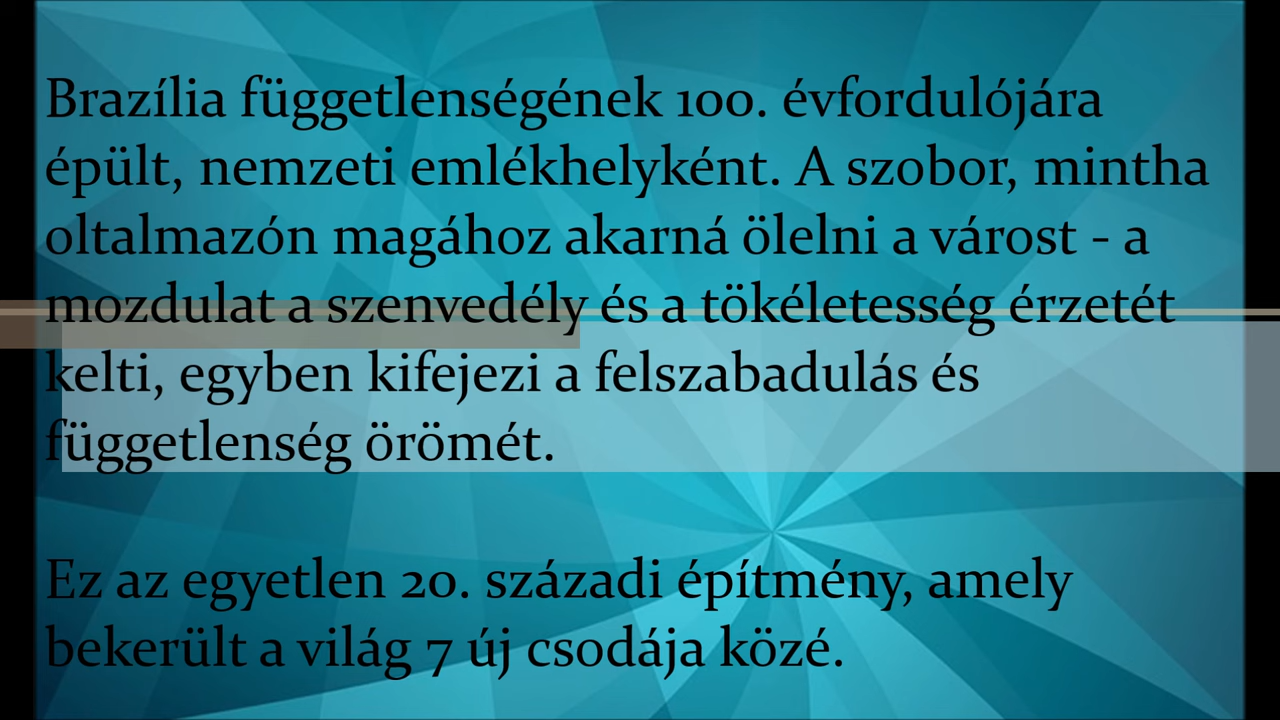 Brazília függetlenségének 100. évfordulójára
épült, nemzeti emlékhelyként. A szobor, mintha
oltalmazón magához akarná ölelni a várost - a
mozdulat a szenvedély és a tökéletesség érzetét
kelti, egyben kifejezi a felszabadulás és
függetlenség örömét.
Ez az egyetlen 20. századi építmény, amely
bekerült a világ 7 új csodája közé.